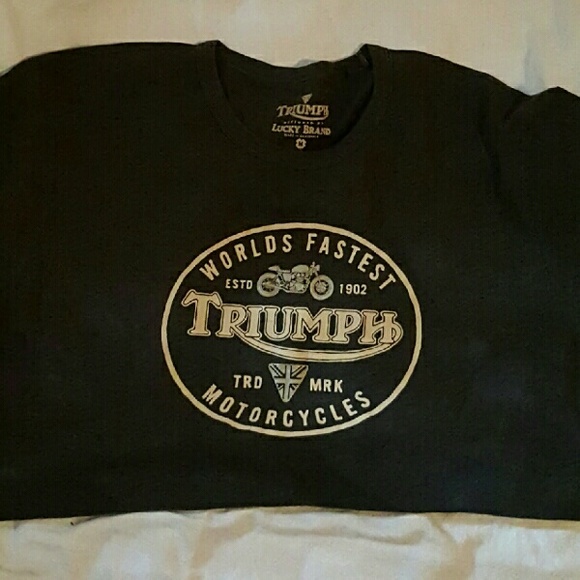 TRIUMPH
LUCKY BRAND
WORLDS FASTEST
ESTD 1902
TRIUMPH
TRD MRK
MOTORCYCLES